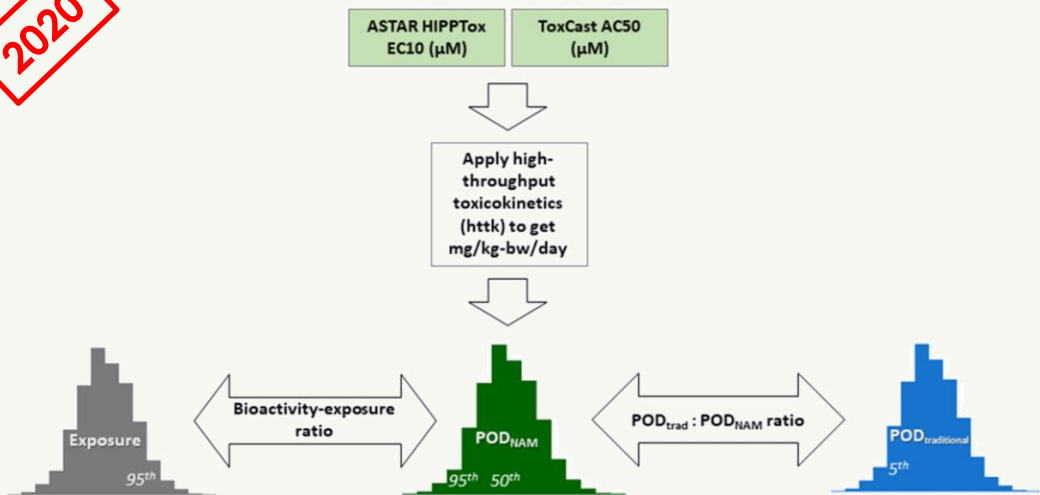 2020
ASTAR HIPPTox
EC10 (µM)
ToxCast AC50
(µM)
Apply high-
throughput
toxicokinetics
(httk) to get
mg/kg-bw/day
Bioactivity-exposure
ratio
PODtrad : PODNAM ratio
Exposure
95th
PODNAM
95th 50th
PODtraditional
5th